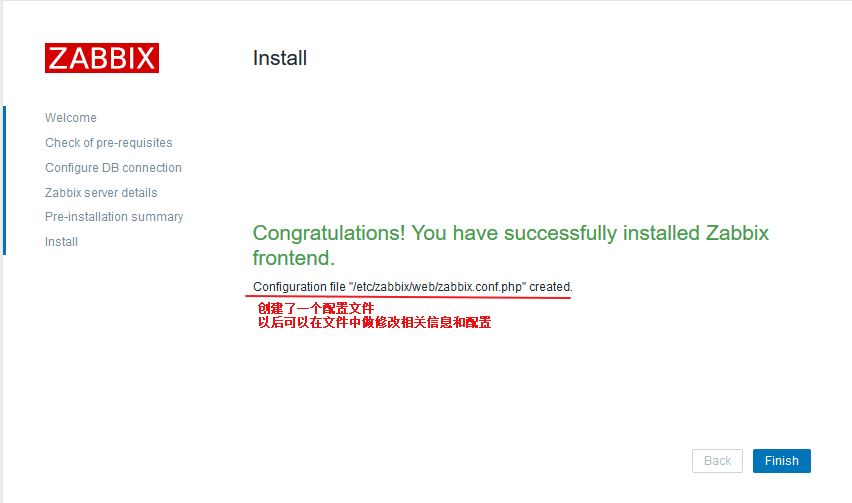 ZABBIX
Install
Welcome
Check of pre-requisites
Configure DB connection
Zabbix server details
Pre-installation summary
Install
Congratulations! You have successfully installed Zabbix
frontend.
Configuration file "/etc/zabbix/web/zabbix.conf.php" created.
创建了一个配置文件
以后可以在文件中做修改相关信息和配置
Back
Finish